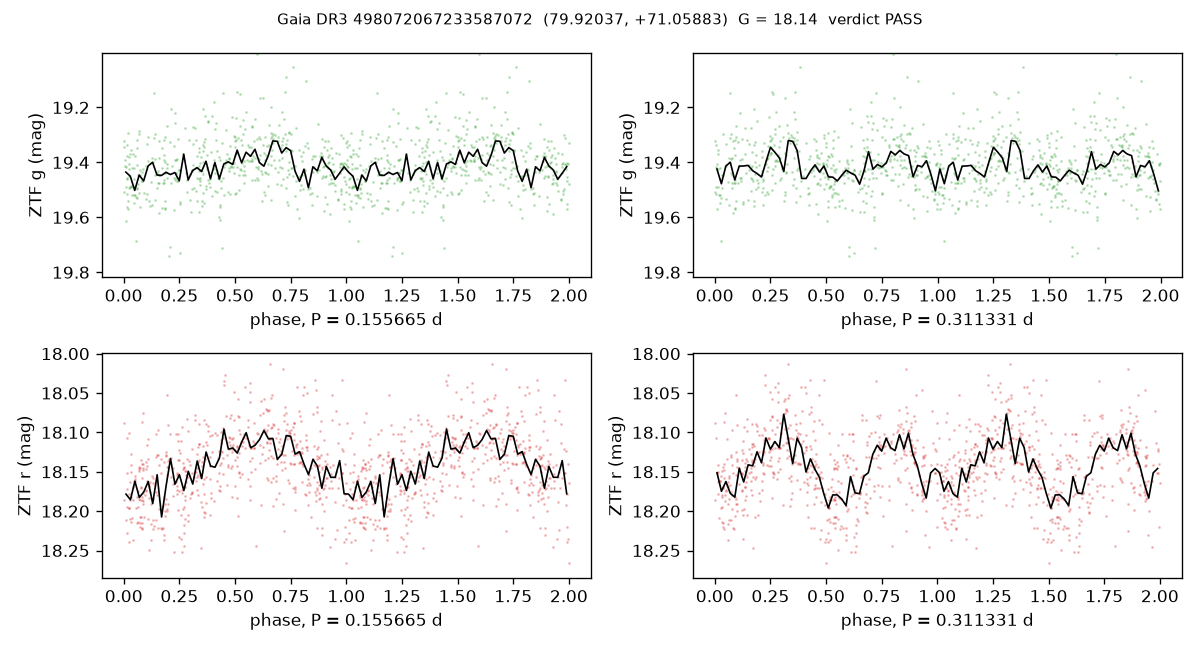 Gaia DR3 498072067233587072 (79.92037, +71.05883) G = 18.14 verdict PASS
ZTF g (mag)
19.2
19.4
19.6
19.8
0.00 0.25 0.50 0.75 1.00 1.25 1.50 1.75 2.00
phase, P = 0.155665 d
ZTF g (mag)
19.2
19.4
19.6
19.8
0.00 0.25 0.50 0.75 1.00 1.25 1.50 1.75 2.00
phase, P = 0.311331 d
ZTF r (mag)
18.00
18.05
18.10
18.15
18.20
18.25
0.00 0.25 0.50 0.75 1.00 1.25 1.50 1.75 2.00
phase, P = 0.155665 d
ZTF r (mag)
18.00
18.05
18.10
18.15
18.20
18.25
0.00 0.25 0.50 0.75 1.00 1.25 1.50 1.75 2.00
phase, P = 0.311331 d